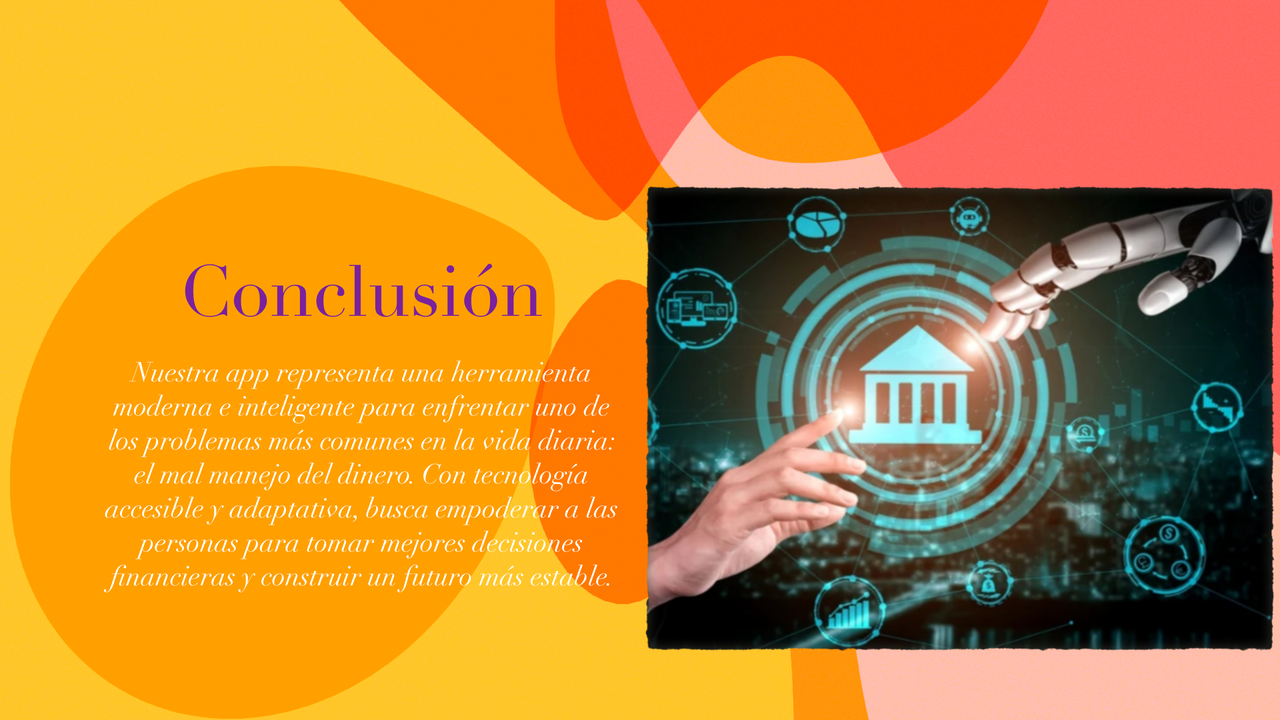 Conclusión
Nuestra app representa una herramienta
moderna e inteligente para enfrentar uno de
los problemas más comunes en la vida diaria:
el mal manejo del dinero. Con tecnología
accesible y adaptativa, busca empoderar a las
personas para tomar mejores decisiones
financieras y construir un futuro más estable.